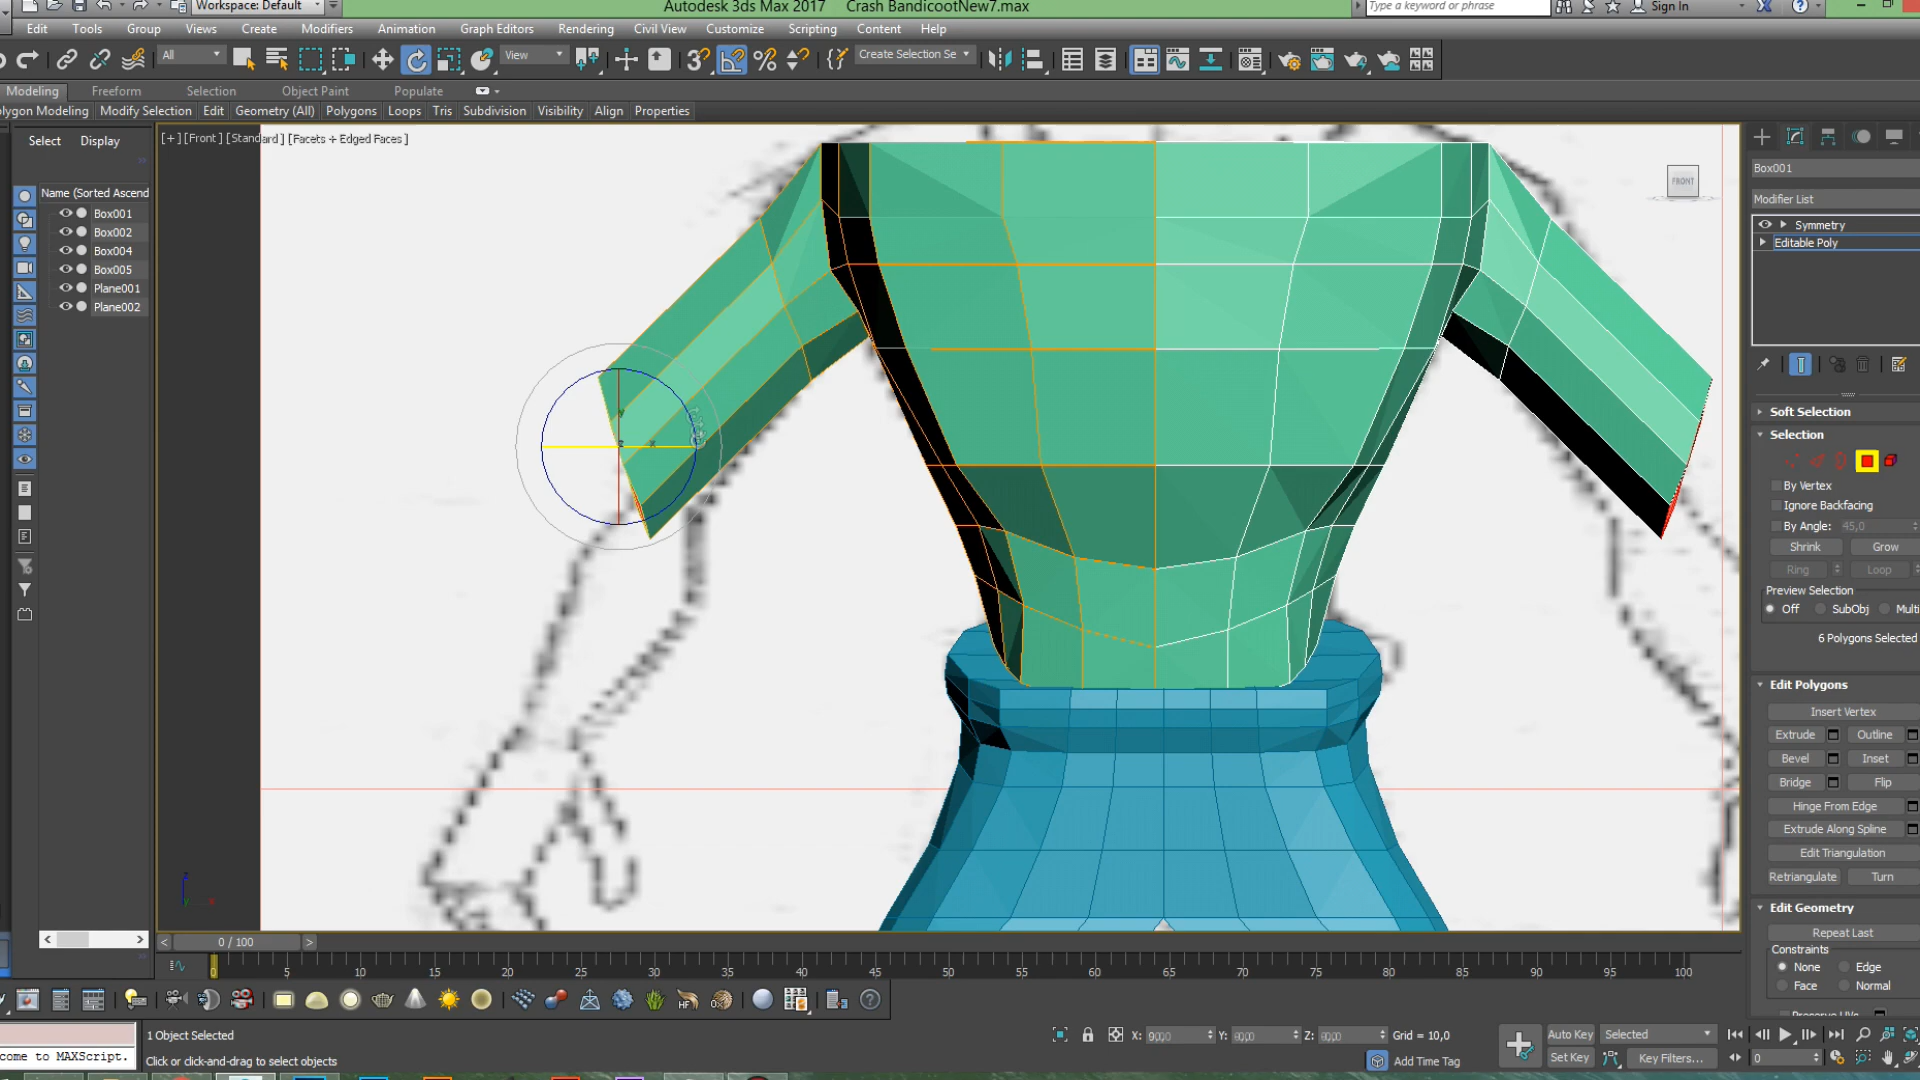 Workspace: Default
Autodesk 3ds Max 2017 Crash BandicootNew7.max
Type a keyword or phrase
Sign In
Edit Tools Group Views Create Modifiers Animation Graph Editors Rendering Civil View Customize Scripting Content Help
All
View
Create Selection Se
Modeling Freeform Selection Object Paint Populate
olygon Modeling Modify Selection Edit Geometry (All) Polygons Loops Tris Subdivision Visibility Align Properties
Select Display
[+] [Front] [Standard] [Facets + Edged Faces]
FRONT
Name (Sorted Ascend
Box001
Box002
Box004
Box005
Plane001
Plane002
Box001
Modifier List
Symmetry
Editable Poly
Soft Selection
Selection
By Vertex
Ignore Backfacing
By Angle: 45,0
Shrink Grow
Ring Loop
Preview Selection
Off SubObj Multi
6 Polygons Selected
Edit Polygons
Insert Vertex
Extrude Outline
Bevel Inset
Bridge Flip
Hinge From Edge
Extrude Along Spline
Edit Triangulation
Retriangulate Turn
Edit Geometry
Repeat Last
Constraints
None Edge
Face Normal
Preserve UVs
y
z x
z
x
< >
< 0 / 100 >
0 5 10 15 20 25 30 35 40 45 50 55 60 65 70 75 80 85 90 95 100
HF
come to MAXScript.
1 Object Selected
Click or click-and-drag to select objects
X: Y: Z: Grid = 10,0
Add Time Tag
Auto Key Selected
Set Key Key Filters...
0